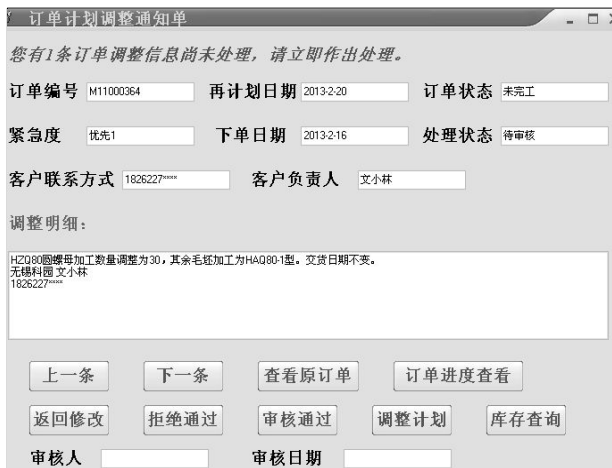 订单计划调整通知单
您有1条订单调整信息尚未处理，请立即作出处理。
订单编号 M11000364 再计划日期 2013-2-20 订单状态 未完工
紧急度 优先1 下单日期 2013-2-16 处理状态 待审核
客户联系方式 1826227**** 客户负责人 文小林
调整明细：
HZQ80圆螺母加工数量调整为30，其余毛坯加工为HAQ80-1型。交货日期不变。
无锡科园 文小林
1826227****
上一条 下一条 查看原订单 订单进度查看
返回修改 拒绝通过 审核通过 调整计划 库存查询
审核人 审核日期